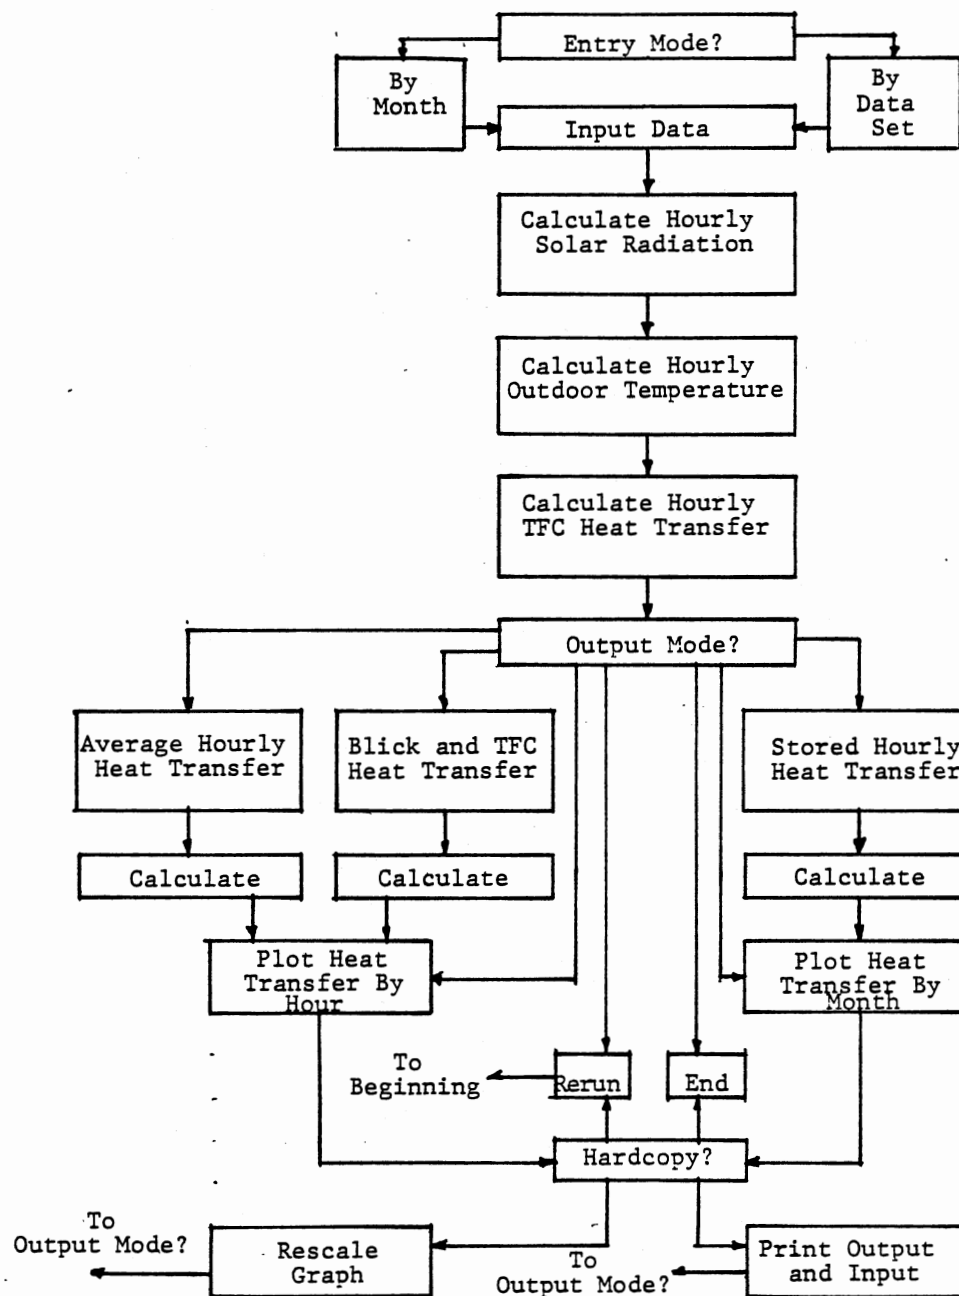 Entry Mode?
By
Month
By
Data
Set
Input Data
Calculate Hourly
Solar Radiation
Calculate Hourly
Outdoor Temperature
Calculate Hourly
TFC Heat Transfer
Output Mode?
Average Hourly
Heat Transfer
Blick and TFC
Heat Transfer
Stored Hourly
Heat Transfer
Calculate
Calculate
Calculate
Plot Heat
Transfer By
Hour
Plot Heat
Transfer By
Month
To
Beginning
Rerun
End
Hardcopy?
To
Output Mode?
Rescale
Graph
To
Output Mode?
Print Output
and Input